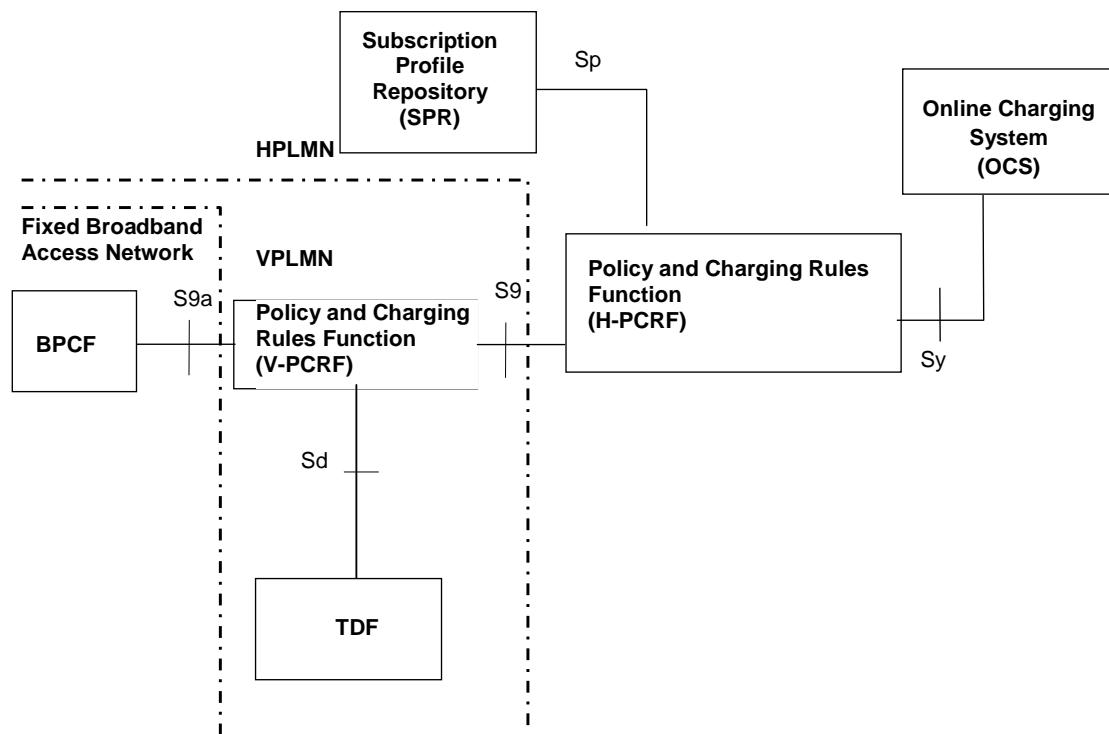 Subscription
Profile
Repository
(SPR)
Sp
Online Charging
System
(OCS)
HPLMN
Fixed Broadband
Access Network
VPLMN
S9a
S9
Policy and Charging Rules
Function
(H-PCRF)
BPCF
Policy and Charging
Rules Function
(V-PCRF)
Sy
Sd
TDF